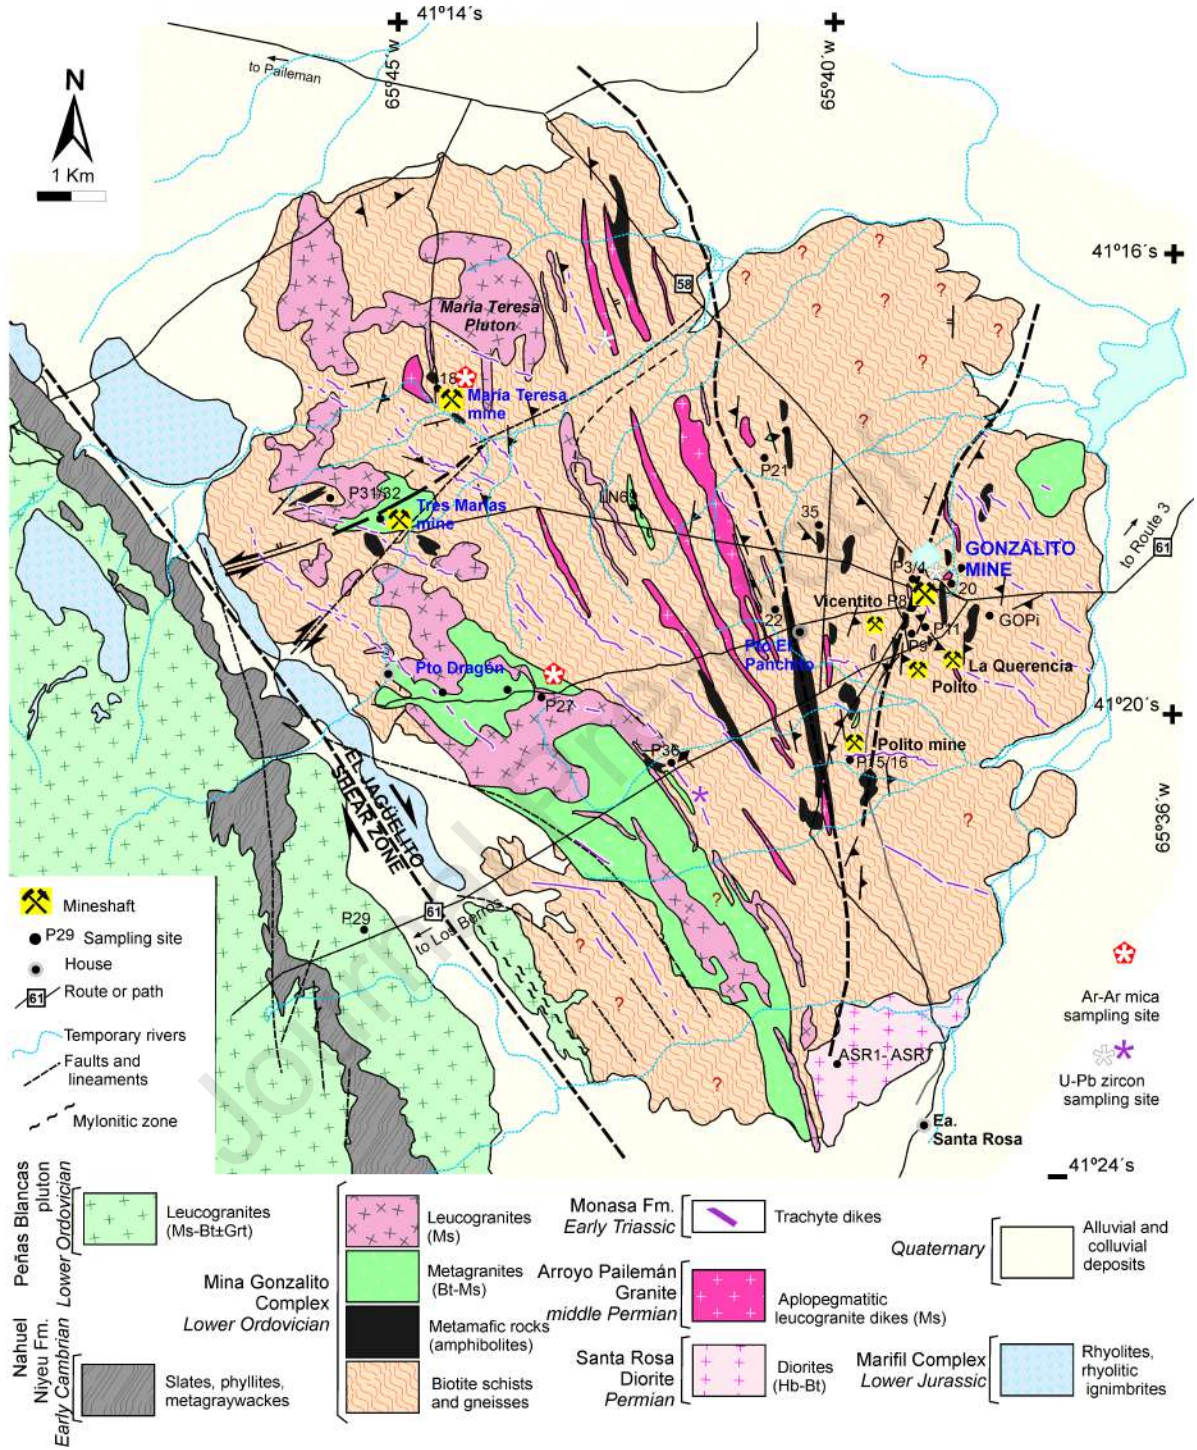 41º14´s
65º45´w
65º40´w
to Paileman
N
1 Km
41º16´s
58
María Teresa
Pluton
18
María Teresa
mine
P21
P31/32
Tres Marías
mine
LN69
35
to Route 3
61
GONZALITO
MINE
P3/4
20
Vicentito P8
GOPi
22
P11
P9
Pto El
Panchito
La Querencia
Pto Dragón
Polito
P27
41º20´s
P36
Polito mine
P15/16
65º36´w
EL JAGÜELITO
SHEAR ZONE
Journal Pre-proof
P29
61
to Los Berros
ASR1- ASR7
Ea.
Santa Rosa
41º24´s
Mineshaft
P29 Sampling site
House
61 Route or path
Temporary rivers
Faults and
lineaments
Mylonitic zone
Ar-Ar mica
sampling site
U-Pb zircon
sampling site
Peñas Blancas
pluton
Lower Ordovician
Leucogranites
(Ms-Bt±Grt)
Nahuel
Niyeu Fm.
Early Cambrian
Slates, phyllites,
metagraywackes
Mina Gonzalito
Complex
Lower Ordovician
Leucogranites
(Ms)
Metagranites
(Bt-Ms)
Metamafic rocks
(amphibolites)
Biotite schists
and gneisses
Monasa Fm.
Early Triassic
Trachyte dikes
Arroyo Pailemán
Granite
middle Permian
Aplopegmatitic
leucogranite dikes (Ms)
Santa Rosa
Diorite
Permian
Diorites
(Hb-Bt)
Quaternary
Alluvial and
colluvial
deposits
Marifil Complex
Lower Jurassic
Rhyolites,
rhyolitic
ignimbrites